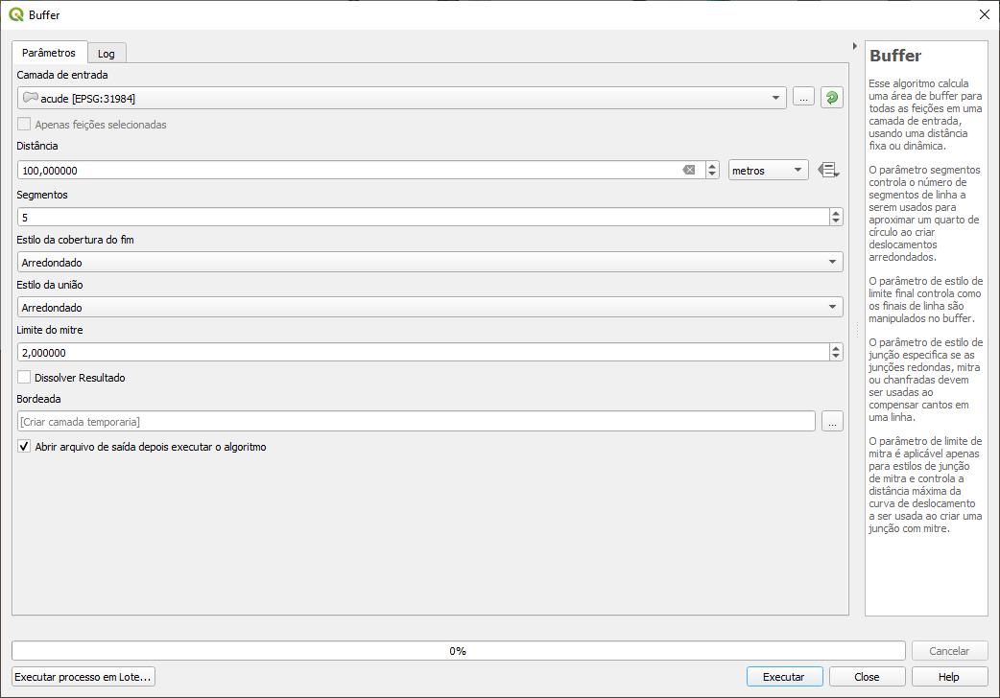 Buffer
Parâmetros
Log
Camada de entrada
acude [EPSG:31984]
...
Apenas feições selecionadas
Distância
100,000000
metros
Segmentos
5
Estilo da cobertura do fim
Arredondado
Estilo da união
Arredondado
Limite do mitre
2,000000
Dissolver Resultado
Bordeada
[Criar camada temporaria]
...
Abrir arquivo de saída depois executar o algoritmo
Buffer
Esse algoritmo calcula
uma área de buffer para
todas as feições em uma
camada de entrada,
usando uma distância
fixa ou dinâmica.
O parâmetro segmentos
controla o número de
segmentos de linha a
serem usados para
aproximar um quarto de
círculo ao criar
deslocamentos
arredondados.
O parâmetro de estilo de
limite final controla como
os finais de linha são
manipulados no buffer.
O parâmetro de estilo de
junção especifica se as
junções redondas, mitra
ou chanfradas devem
ser usadas ao
compensar cantos em
uma linha.
O parâmetro de limite de
mitra é aplicável apenas
para estilos de junção
de mitra e controla a
distância máxima da
curva de deslocamento
a ser usada ao criar uma
junção com mitre.
0%
Cancelar
Executar processo em Lote...
Executar
Close
Help